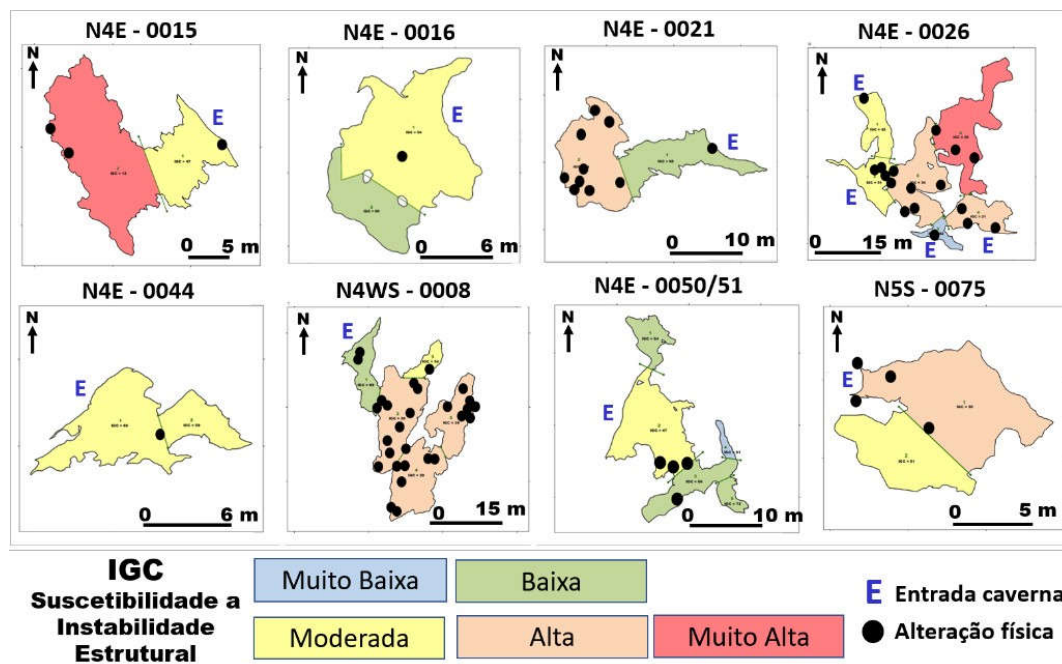 N4E - 0015
N
E
0 5 m
N4E - 0016
N
E
0 6 m
N4E - 0021
N
E
0 10 m
N4E - 0026
N
E
E
E
E
0 15 m
N4E - 0044
N
E
0 6 m
N4WS - 0008
N
E
0 15 m
N4E - 0050/51
N
E
0 10 m
N5S - 0075
N
E
0 5 m
IGC
Suscetibilidade a
Instabilidade
Estrutural
Muito Baixa
Baixa
Moderada
Alta
Muito Alta
E Entrada caverna
Alteração física